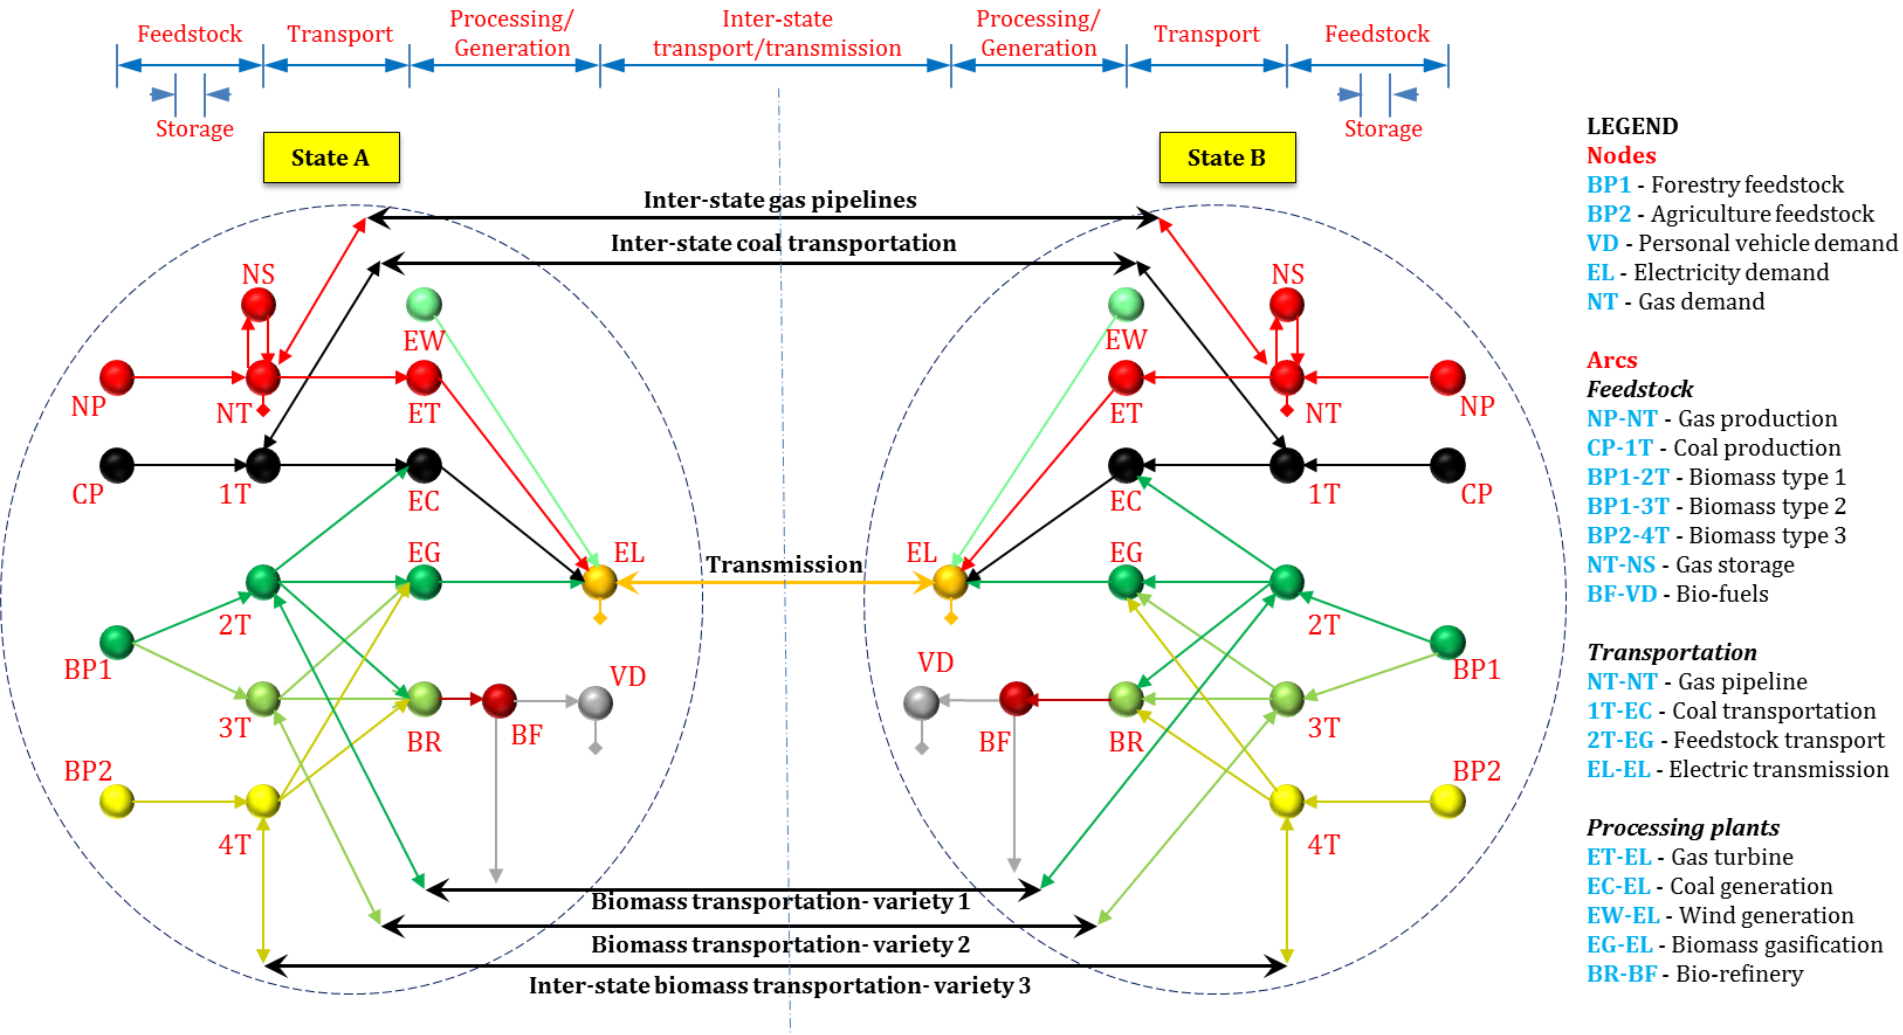 Feedstock
Transport
Processing/
Generation
Inter-state
transport/transmission
Processing/
Generation
Transport
Feedstock
Storage
Storage
State A
State B
Inter-state gas pipelines
Inter-state coal transportation
NS
NS
EW
EW
NP
NT
ET
ET
NT
NP
CP
1T
EC
EC
1T
CP
EG
EL
Transmission
EL
EG
2T
2T
BP1
VD
VD
BP1
3T
BR
BF
BF
BR
3T
BP2
BP2
4T
4T
Biomass transportation- variety 1
Biomass transportation- variety 2
Inter-state biomass transportation- variety 3
LEGEND
Nodes
BP1 - Forestry feedstock
BP2 - Agriculture feedstock
VD - Personal vehicle demand
EL - Electricity demand
NT - Gas demand
Arcs
Feedstock
NP-NT - Gas production
CP-1T - Coal production
BP1-2T - Biomass type 1
BP1-3T - Biomass type 2
BP2-4T - Biomass type 3
NT-NS - Gas storage
BF-VD - Bio-fuels
Transportation
NT-NT - Gas pipeline
1T-EC - Coal transportation
2T-EG - Feedstock transport
EL-EL - Electric transmission
Processing plants
ET-EL - Gas turbine
EC-EL - Coal generation
EW-EL - Wind generation
EG-EL - Biomass gasification
BR-BF - Bio-refinery